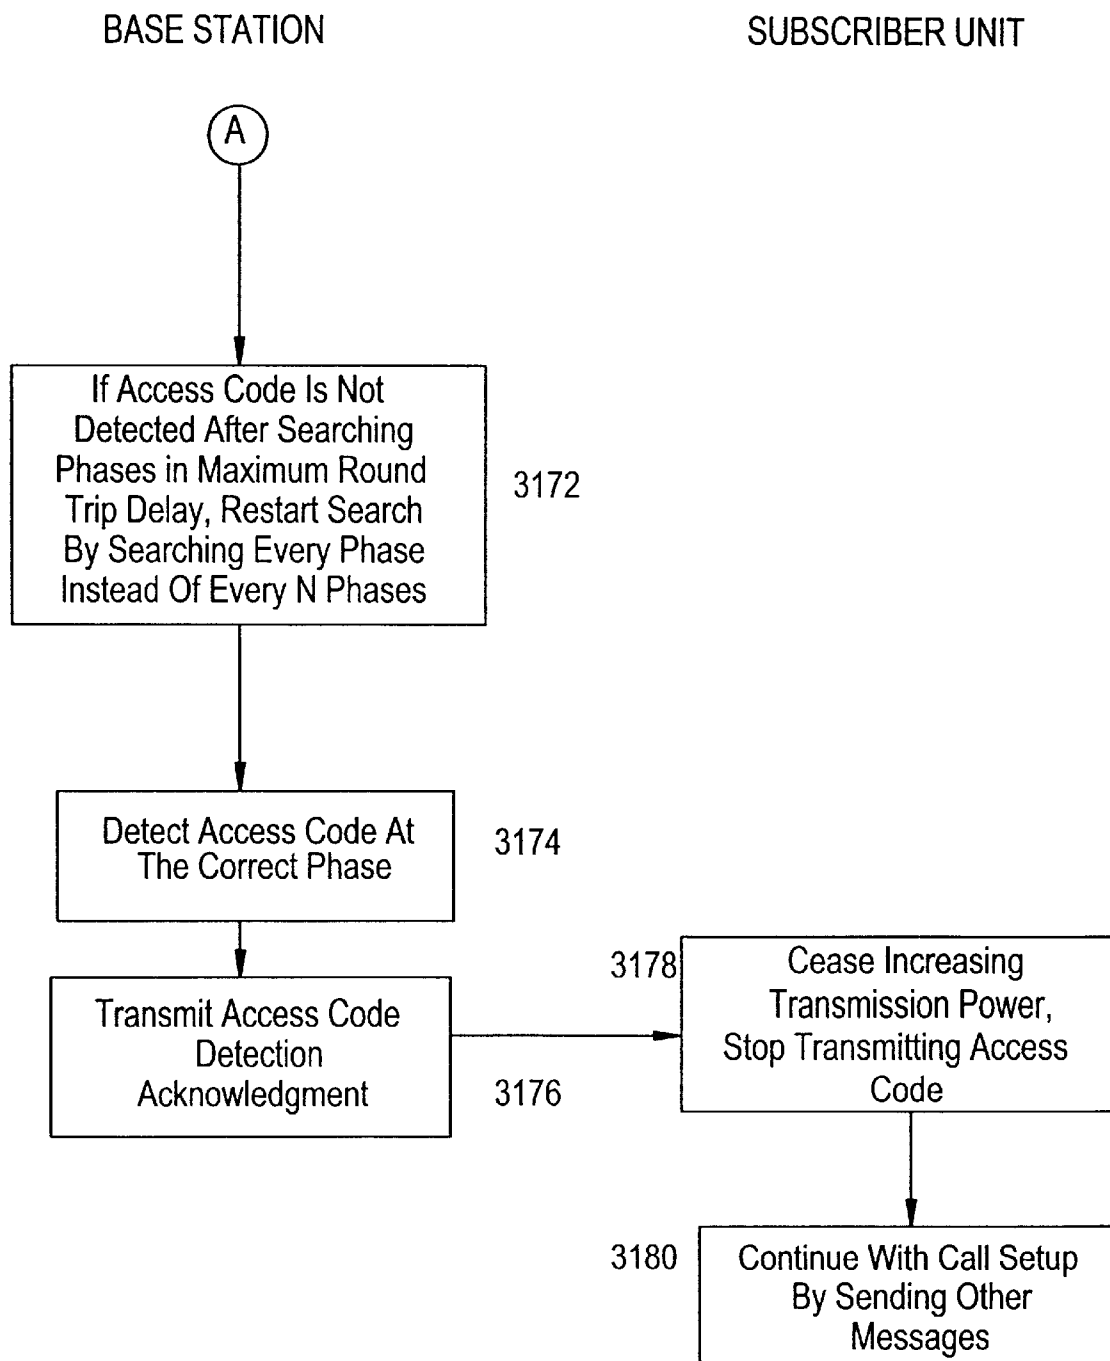 BASE STATION
SUBSCRIBER UNIT
A
If Access Code Is Not
Detected After Searching
Phases in Maximum Round
Trip Delay, Restart Search
By Searching Every Phase
Instead Of Every N Phases
3172
Detect Access Code At
The Correct Phase
3174
Transmit Access Code
Detection
Acknowledgment
3176
3178
Cease Increasing
Transmission Power,
Stop Transmitting Access
Code
3180
Continue With Call Setup
By Sending Other
Messages